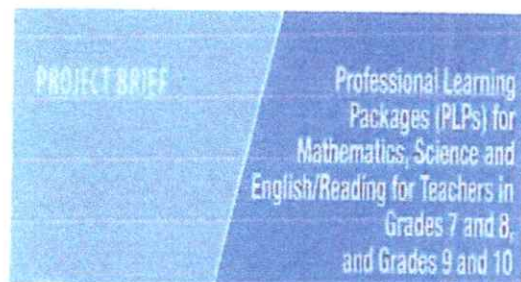 PROJECT BRIEF
Professional Learning
Packages (PLPs) for
Mathematics, Science and
English/Reading for Teachers in
Grades 7 and 8,
and Grades 9 and 10